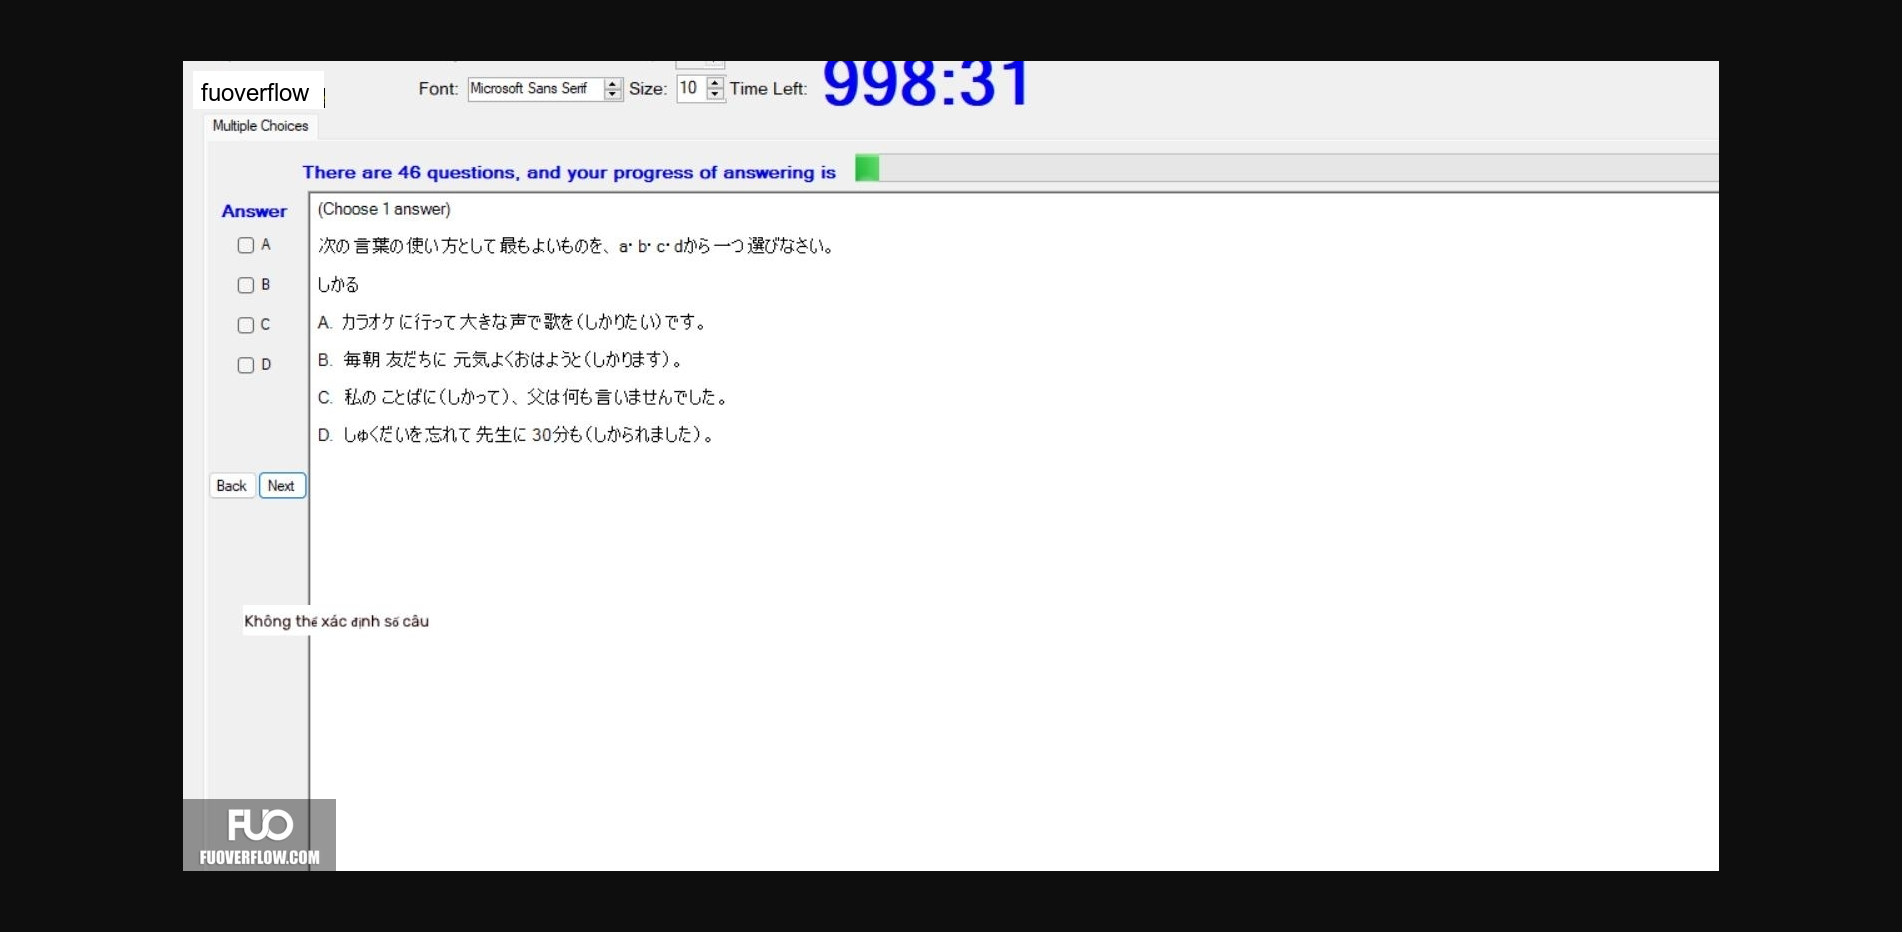 fuoverflow
Font: Microsoft Sans Serif Size: 10 Time Left: 998:31
Multiple Choices
There are 46 questions, and your progress of answering is
Answer
(Choose 1 answer)
A
次の言葉の使い方として最もよいものを、a・b・c・dから一つ選びなさい。
B
しかる
C
A. カラオケに行って大きな声で歌を(しかりたい)です。
D
B. 毎朝 友だちに 元気よくおはようと(しかります)。
C. 私の ことばに(しかって)、父は何も言いませんでした。
D. しゅくだいを忘れて 先生に 30分も(しかられました)。
Back Next
Không thể xác định số câu
FUO
FUOVERFLOW.COM